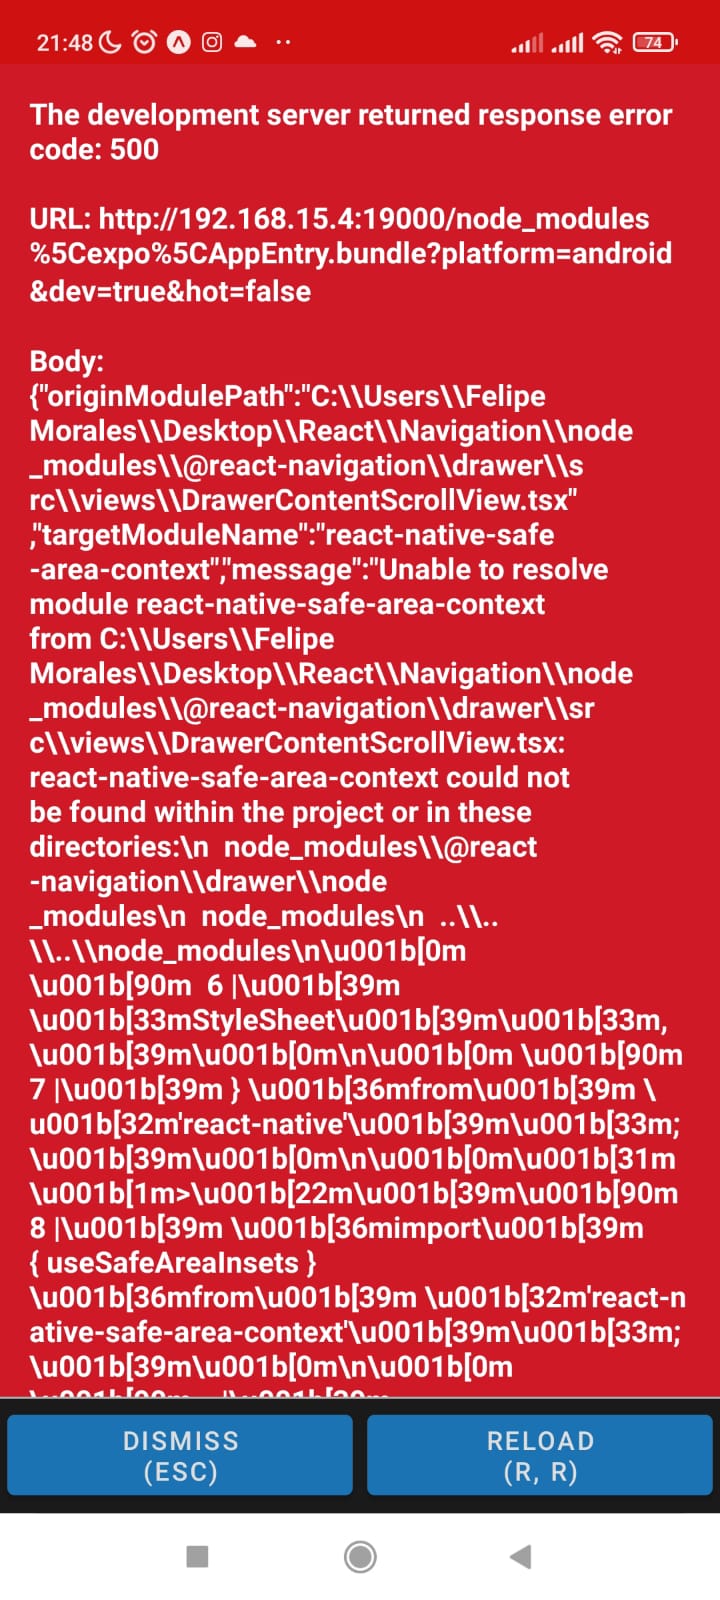 21:48
74
The development server returned response error
code: 500
URL: http://192.168.15.4:19000/node_modules
%5Cexpo%5CAppEntry.bundle?platform=android
&dev=true&hot=false
Body:
{"originModulePath":"C:\\Users\\Felipe
Morales\\Desktop\\React\\Navigation\\node
_modules\\@react-navigation\\drawer\\s
rc\\views\\DrawerContentScrollView.tsx"
,"targetModuleName":"react-native-safe
-area-context","message":"Unable to resolve
module react-native-safe-area-context
from C:\\Users\\Felipe
Morales\\Desktop\\React\\Navigation\\node
_modules\\@react-navigation\\drawer\\sr
c\\views\\DrawerContentScrollView.tsx:
react-native-safe-area-context could not
be found within the project or in these
directories:\n  node_modules\\@react
-navigation\\drawer\\node
_modules\n  node_modules\n  ..\\..
\\..\\node_modules\n\u001b[0m
\u001b[90m  6 |\u001b[39m
\u001b[33mStyleSheet\u001b[39m\u001b[33m,
\u001b[39m\u001b[0m\n\u001b[0m \u001b[90m
7 |\u001b[39m } \u001b[36mfrom\u001b[39m \
u001b[32m'react-native'\u001b[39m\u001b[33m;
\u001b[39m\u001b[0m\n\u001b[0m\u001b[31m
\u001b[1m>\u001b[22m\u001b[39m\u001b[90m
8 |\u001b[39m \u001b[36mimport\u001b[39m
{ useSafeAreaInsets }
\u001b[36mfrom\u001b[39m \u001b[32m'react-n
ative-safe-area-context'\u001b[39m\u001b[33m;
\u001b[39m\u001b[0m\n\u001b[0m
DISMISS
(ESC)
RELOAD
(R, R)